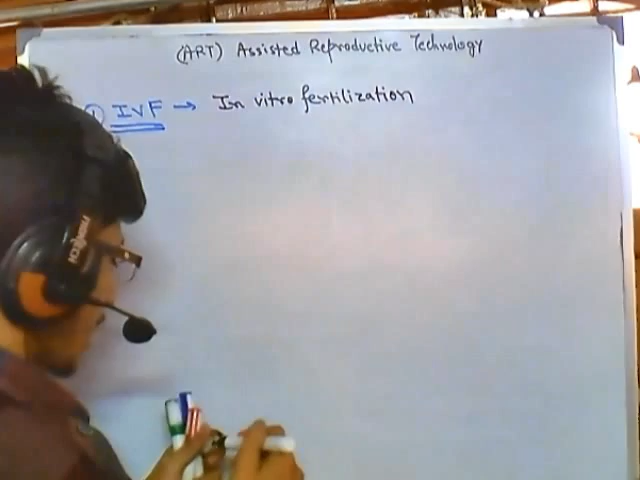 (ART) Assisted Reproductive Technology
① IVF → In vitro fertilization